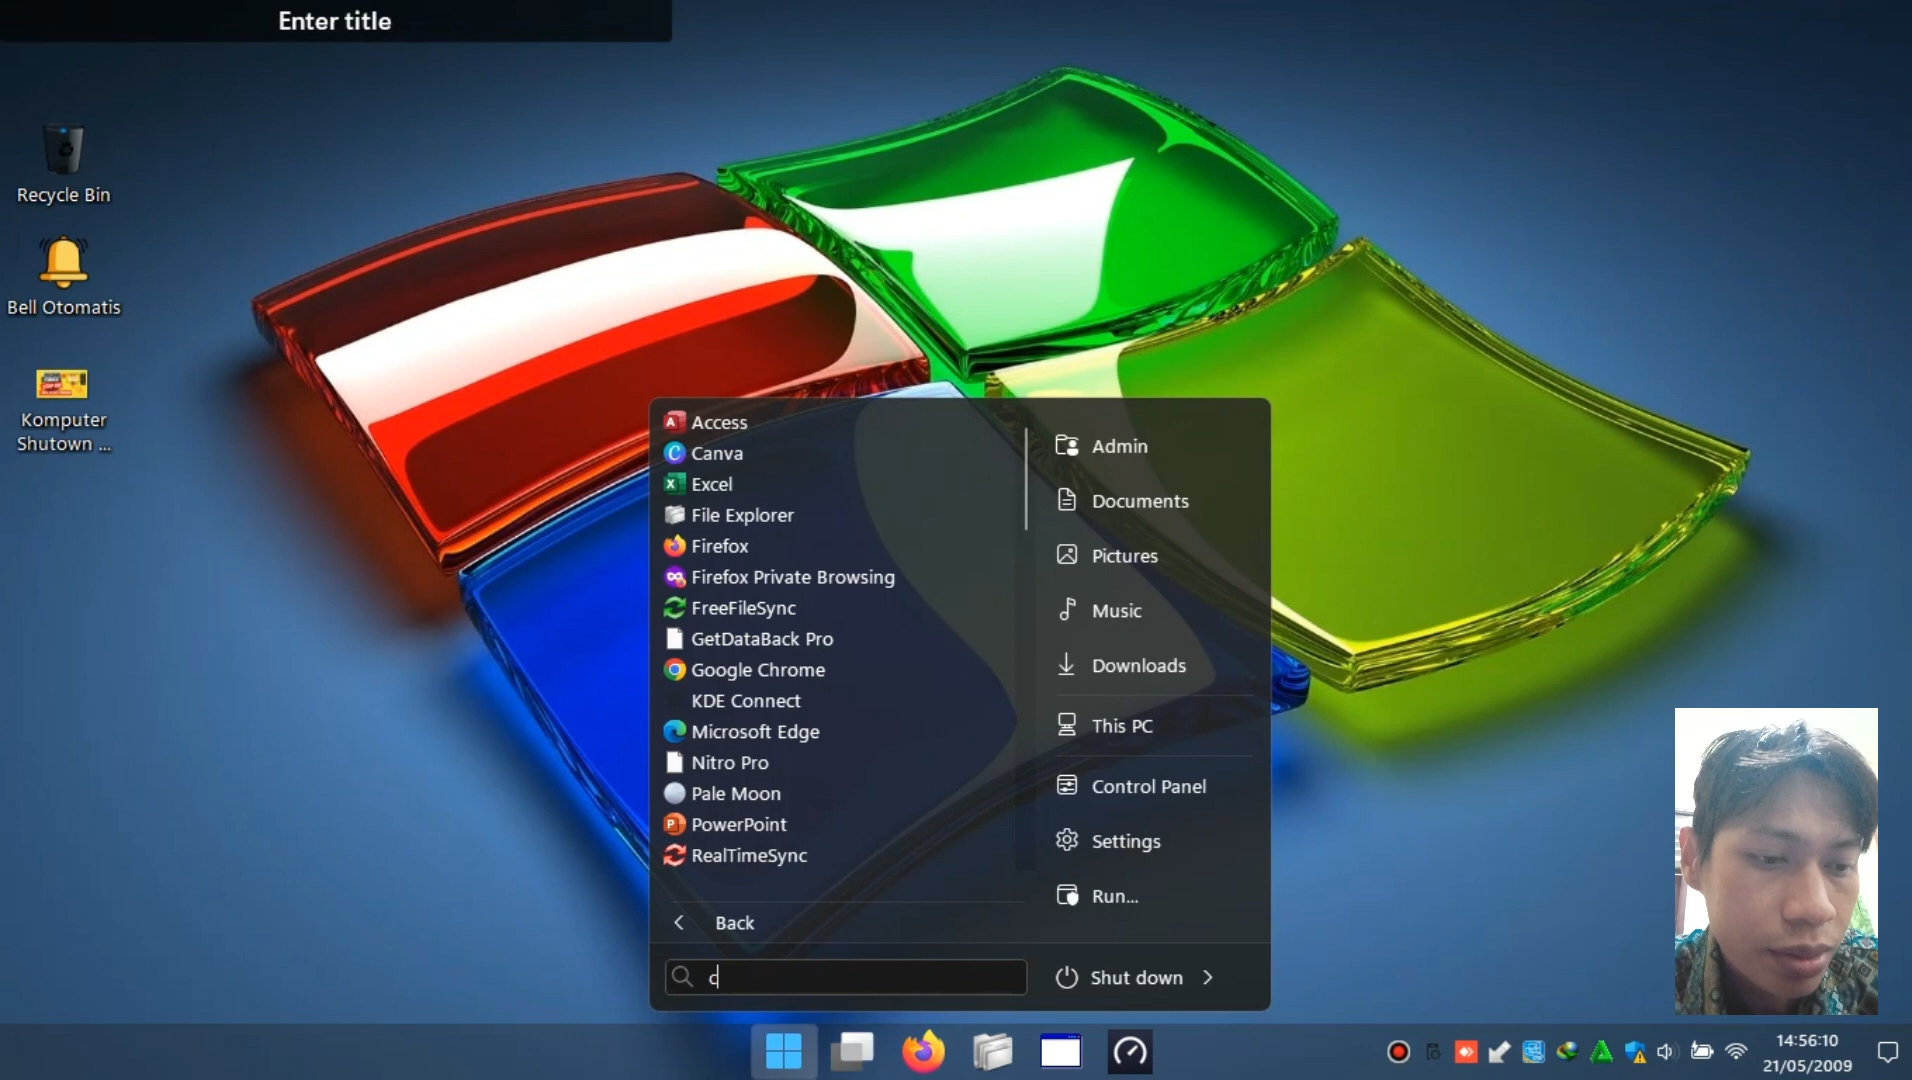 Enter title
Recycle Bin
Bell Otomatis
Komputer
Shutown ...
Access
Canva
Excel
File Explorer
Firefox
Firefox Private Browsing
FreeFileSync
GetDataBack Pro
Google Chrome
KDE Connect
Microsoft Edge
Nitro Pro
Pale Moon
PowerPoint
RealTimeSync
Back
c
Admin
Documents
Pictures
Music
Downloads
This PC
Control Panel
Settings
Run...
Shut down
14:56:10
21/05/2009